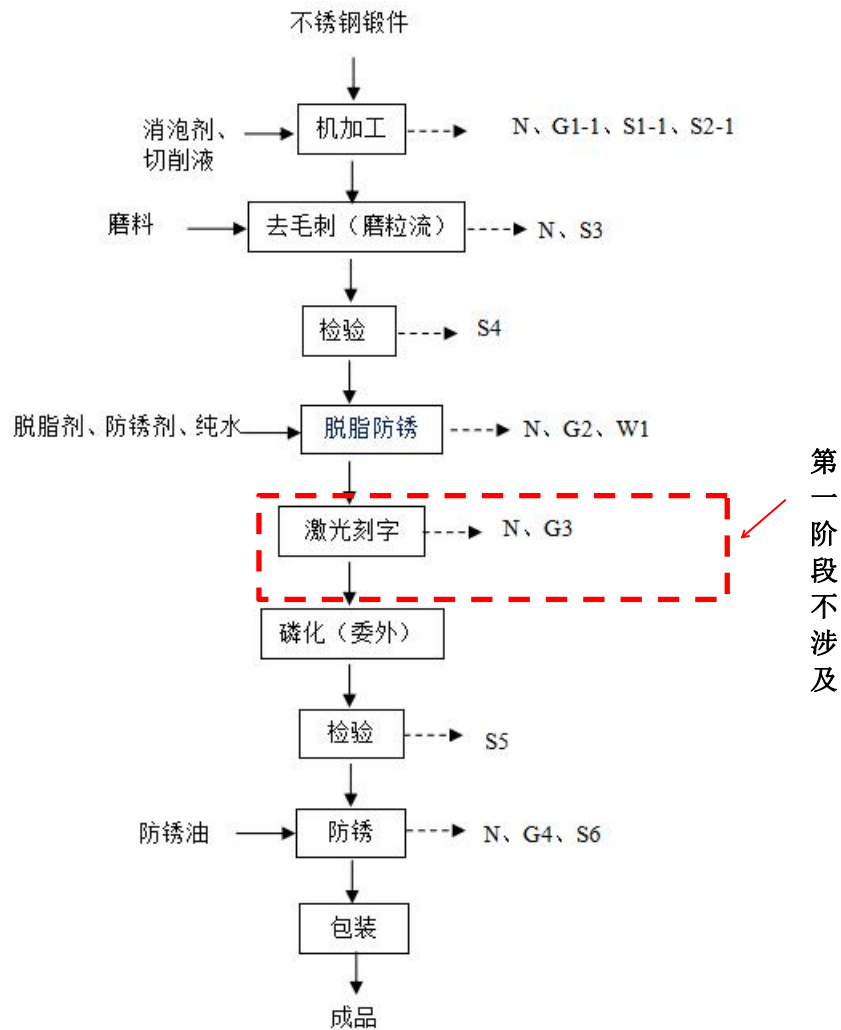 不锈钢锻件
消泡剂、
切削液
机加工
N、G1-1、S1-1、S2-1
磨料
去毛刺（磨粒流）
N、S3
检验
S4
脱脂剂、防锈剂、纯水
脱脂防锈
N、G2、W1
激光刻字
N、G3
第一阶段不涉及
磷化（委外）
检验
S5
防锈油
防锈
N、G4、S6
包装
成品